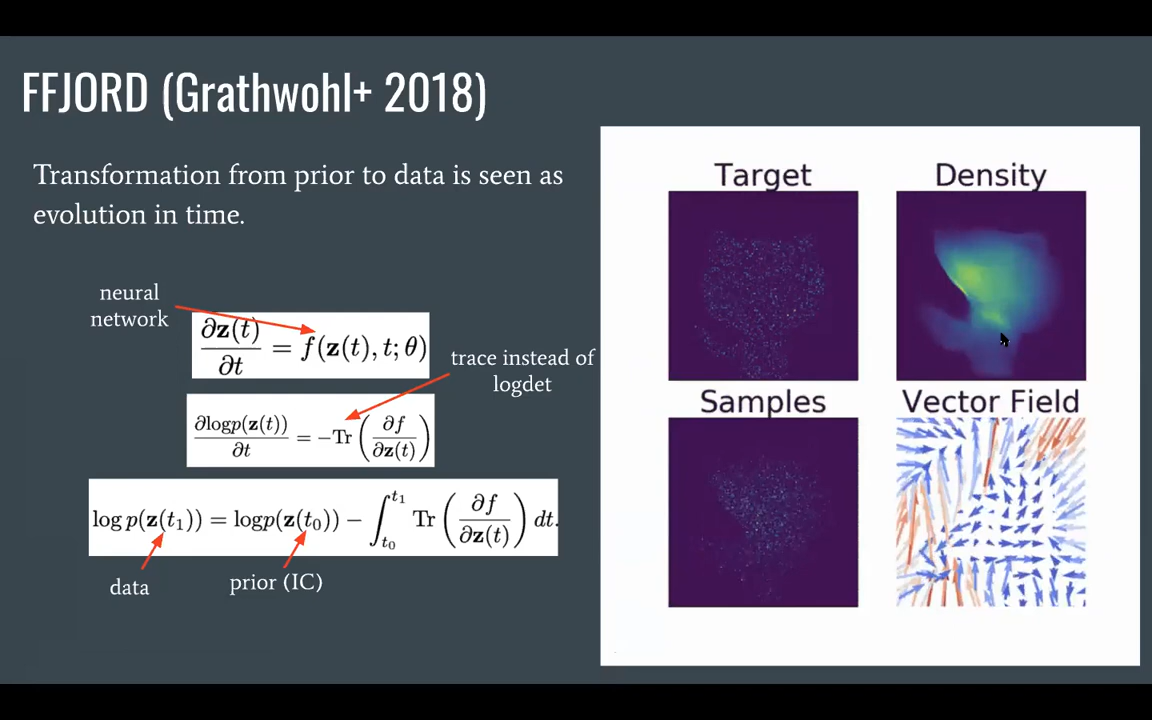 FFJORD (Grathwohl+ 2018)
Transformation from prior to data is seen as
evolution in time.
neural
network
∂z(t)/∂t = f(z(t), t; θ)
trace instead of
logdet
∂logp(z(t))/∂t = −Tr(∂f/∂z(t))
log p(z(t₁)) = logp(z(t₀)) − ∫_{t₀}^{t₁} Tr(∂f/∂z(t)) dt.
data
prior (IC)
Target
Density
Samples
Vector Field